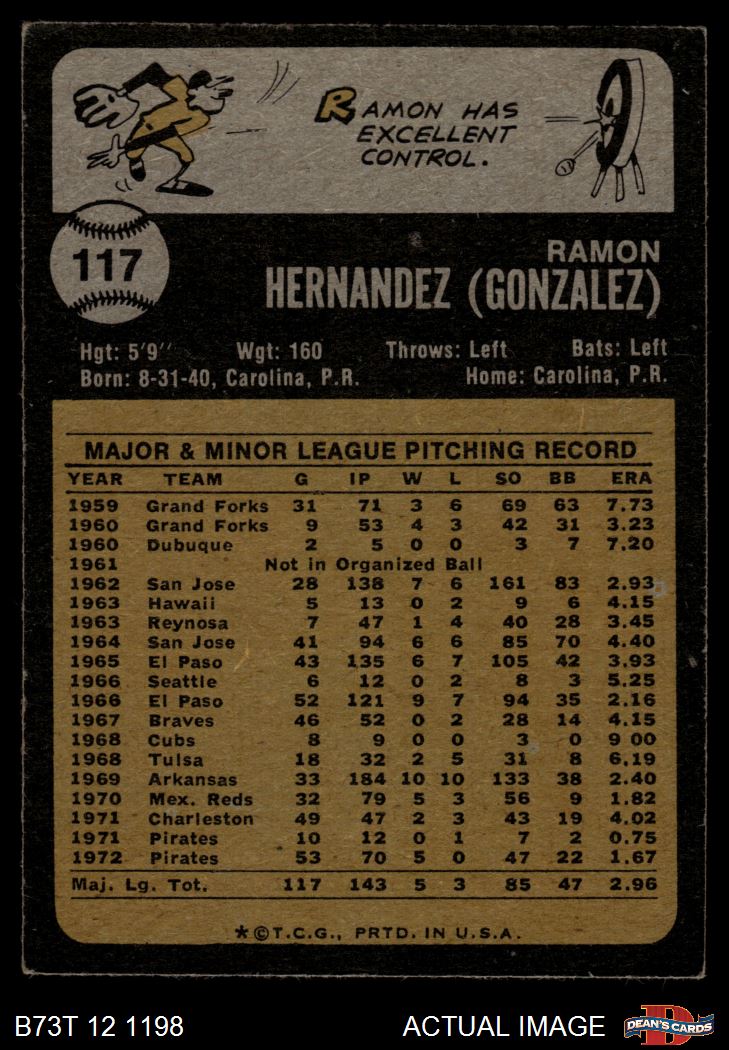 RAMON HAS
EXCELLENT
CONTROL.
117
RAMON
HERNANDEZ (GONZALEZ)
Hgt: 5'9" Wgt: 160 Throws: Left Bats: Left
Born: 8-31-40, Carolina, P.R. Home: Carolina, P.R.
MAJOR & MINOR LEAGUE PITCHING RECORD
YEAR TEAM G IP W L SO BB ERA
1959 Grand Forks 31 71 3 6 69 63 7.73
1960 Grand Forks 9 53 4 3 42 31 3.23
1960 Dubuque 2 5 0 0 3 7 7.20
1961 Not in Organized Ball
1962 San Jose 28 138 7 6 161 83 2.93
1963 Hawaii 5 13 0 2 9 6 4.15
1963 Reynosa 7 47 1 4 40 28 3.45
1964 San Jose 41 94 6 6 85 70 4.40
1965 El Paso 43 135 6 7 105 42 3.93
1966 Seattle 6 12 0 2 8 3 5.25
1966 El Paso 52 121 9 7 94 35 2.16
1967 Braves 46 52 0 2 28 14 4.15
1968 Cubs 8 9 0 0 3 0 9 00
1968 Tulsa 18 32 2 5 31 8 6.19
1969 Arkansas 33 184 10 10 133 38 2.40
1970 Mex. Reds 32 79 5 3 56 9 1.82
1971 Charleston 49 47 2 3 43 19 4.02
1971 Pirates 10 12 0 1 7 2 0.75
1972 Pirates 53 70 5 0 47 22 1.67
Maj. Lg. Tot. 117 143 5 3 85 47 2.96
*©T.C.G., PRTD. IN U.S.A.
B73T 12 1198 ACTUAL IMAGE DEAN'S CARDS